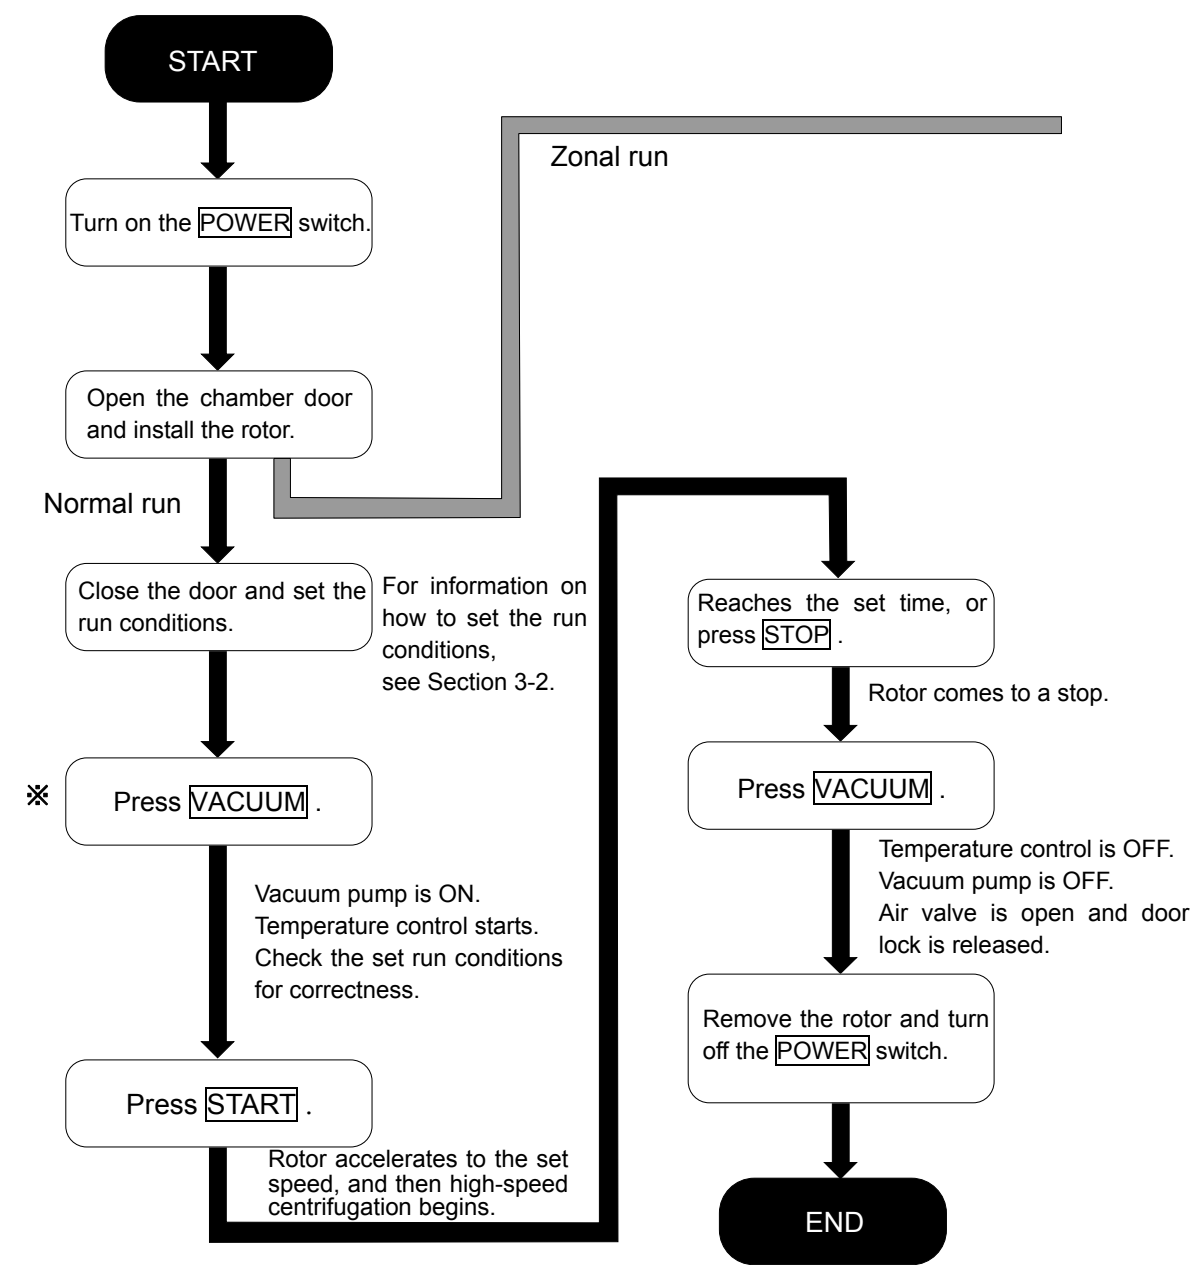 START
Turn on the POWER switch.
Open the chamber door
and install the rotor.
Zonal run
Normal run
Close the door and set the
run conditions.
For information on
how to set the run
conditions,
see Section 3-2.
※
Press VACUUM .
Vacuum pump is ON.
Temperature control starts.
Check the set run conditions
for correctness.
Press START .
Rotor accelerates to the set
speed, and then high-speed
centrifugation begins.
Reaches the set time, or
press STOP .
Rotor comes to a stop.
Press VACUUM .
Temperature control is OFF.
Vacuum pump is OFF.
Air valve is open and door
lock is released.
Remove the rotor and turn
off the POWER switch.
END